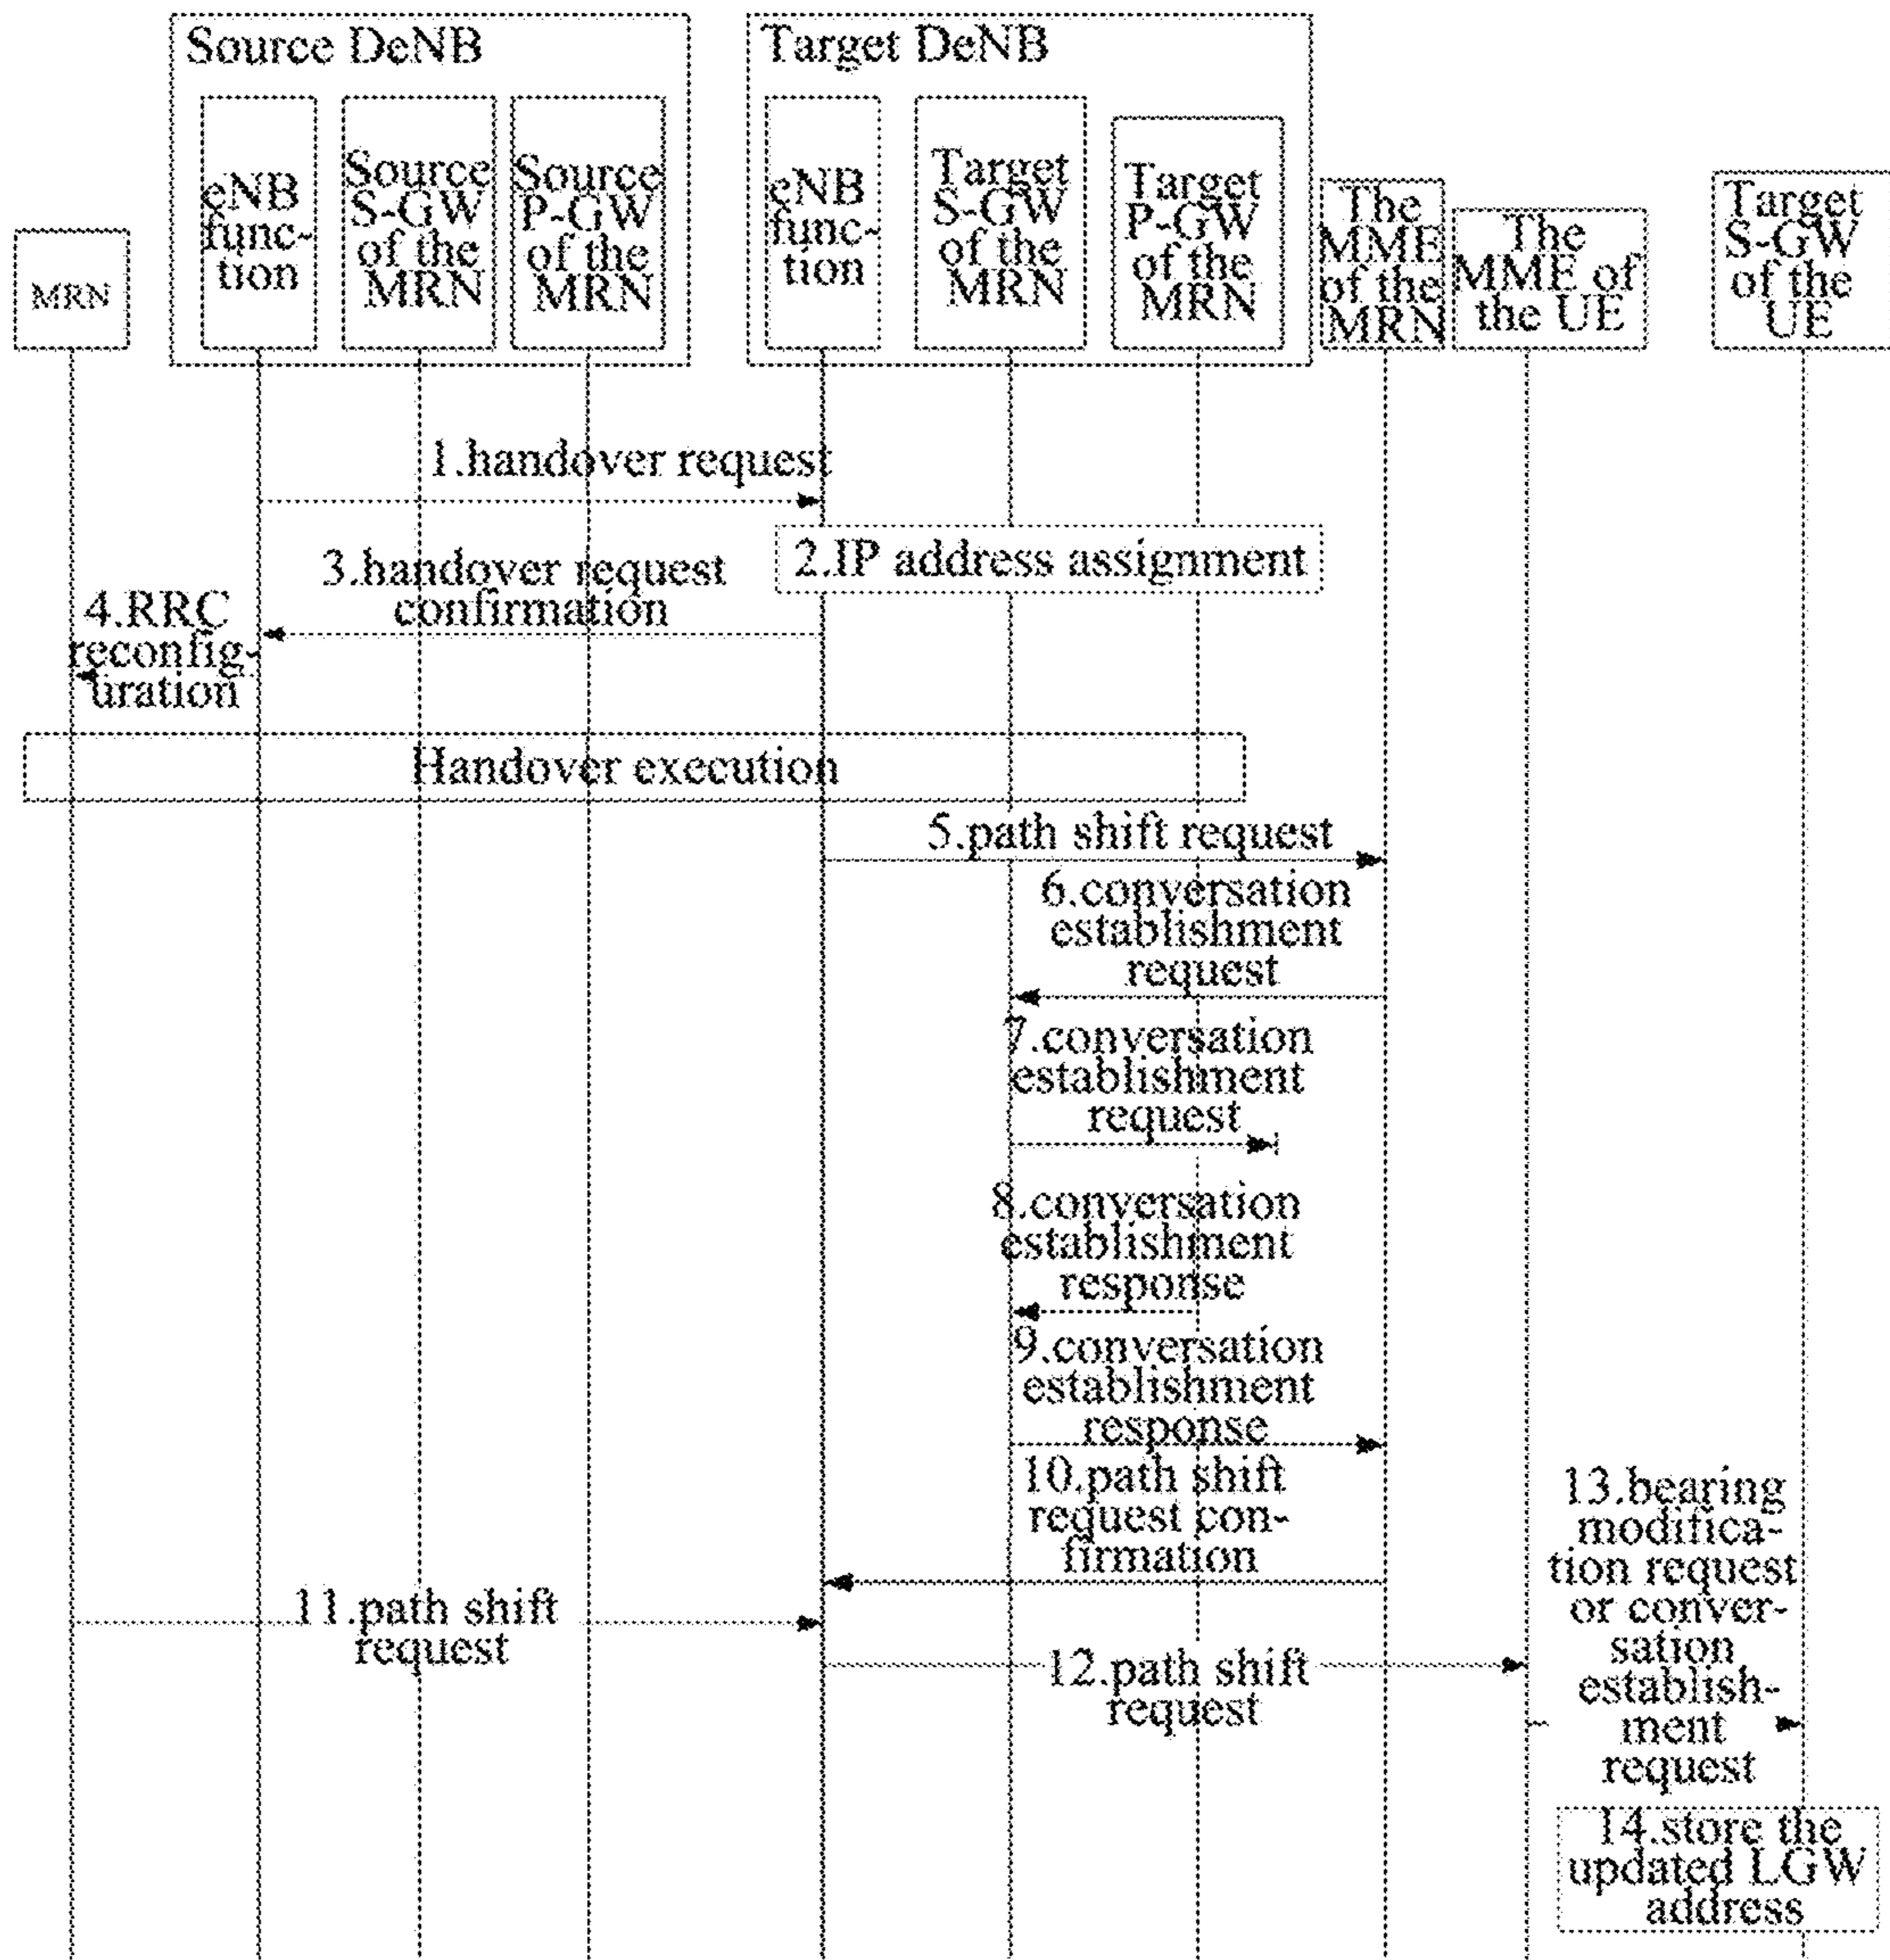 Source DeNB
Target DeNB
MRN
eNB
func-
tion
Source
S-GW
of the
MRN
Source
P-GW
of the
MRN
eNB
func-
tion
Target
S-GW
of the
MRN
Target
P-GW
of the
MRN
The
MME
of the
MRN
The
MME of
the UE
Target
S-GW
of the
UE
1.handover request
2.IP address assignment
3.handover request
confirmation
4.RRC
reconfig-
uration
Handover execution
5.path shift request
6.conversation
establishment
request
7.conversation
establishment
request
8.conversation
establishment
response
9.conversation
establishment
response
10.path shift
request con-
firmation
11.path shift
request
12.path shift
request
13.bearing
modifica-
tion request
or conver-
sation
establish-
ment
request
14.store the
updated LGW
address